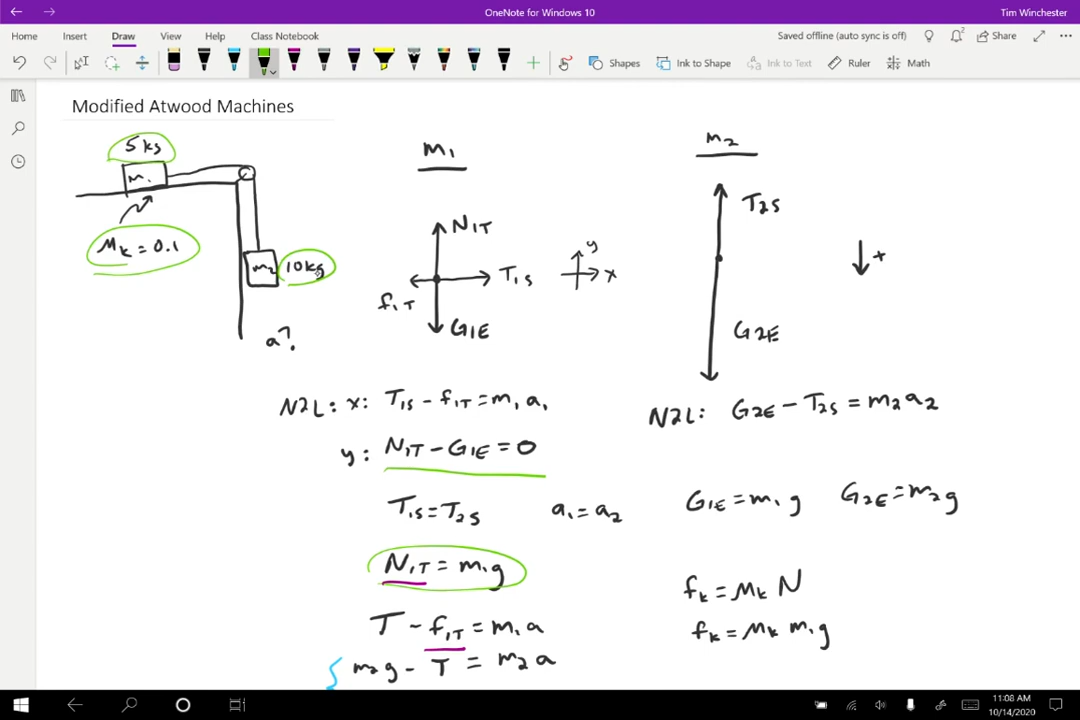 OneNote for Windows 10
Tim Winchester
Home Insert Draw View Help Class Notebook
Saved offline (auto sync is off) Share
Shapes Ink to Shape Ink to Text Ruler Math
Modified Atwood Machines
5 kg
m₁
μk = 0.1
m₂ 10kg
a?
m₁
N1T
T1S
f1T
G1E
y
x
m₂
T2S
G2E
+
N2L: x: T1S - f1T = m₁a₁
y: N1T - G1E = 0
N2L: G2E - T2S = m₂a₂
T1S = T2S a₁ = a₂
G1E = m₁g G2E = m₂g
N1T = m₁g
fk = μk N
T - f1T = m₁a
fk = μk m₁g
m₂g - T = m₂a
11:08 AM
10/14/2020